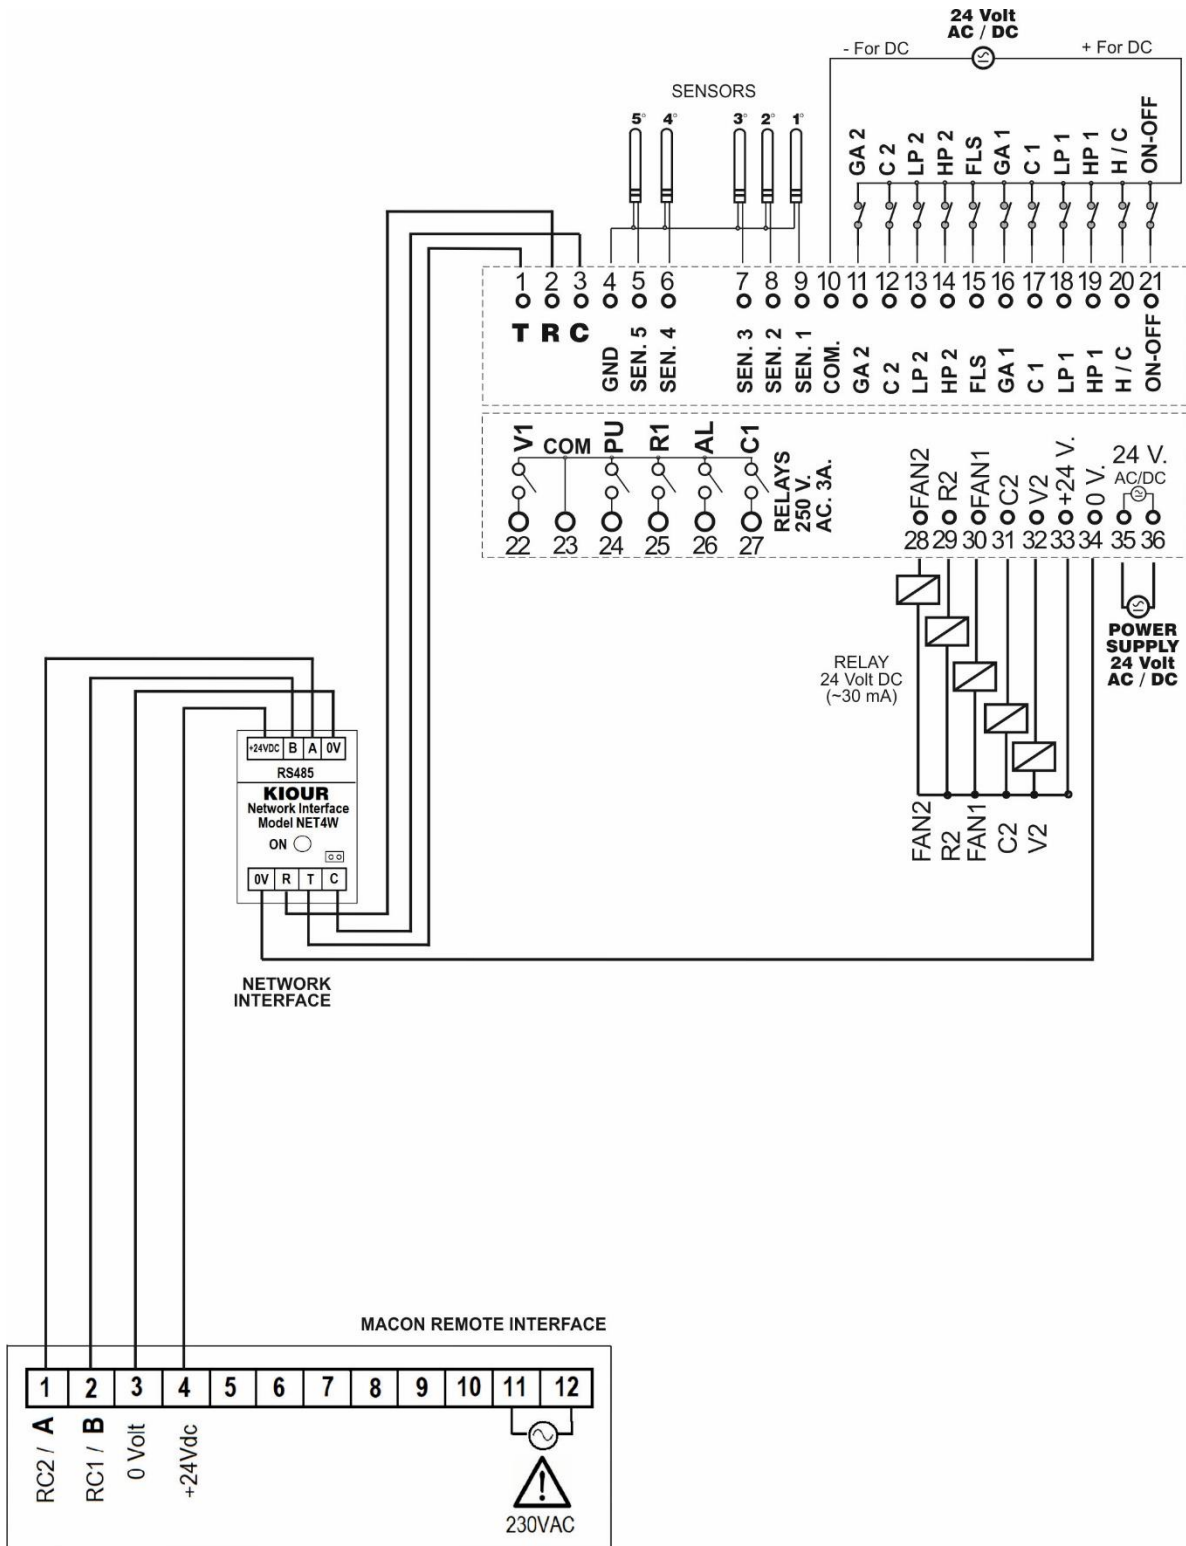 24 Volt
AC / DC
- For DC
+ For DC
SENSORS
5° 4° 3° 2° 1°
GA 2 C 2 LP 2 HP 2 FLS GA 1 C 1 LP 1 HP 1 H / C ON-OFF
1 2 3 4 5 6 7 8 9 10 11 12 13 14 15 16 17 18 19 20 21
T R C GND SEN. 5 SEN. 4 SEN. 3 SEN. 2 SEN. 1 COM. GA 2 C 2 LP 2 HP 2 FLS GA 1 C 1 LP 1 HP 1 H / C ON-OFF
V1 COM PU R1 AL C1
RELAYS
250 V.
AC. 3A.
22 23 24 25 26 27
FAN2 R2 FAN1 C2 V2 +24 V. 0 V.
24 V.
AC/DC
28 29 30 31 32 33 34 35 36
POWER
SUPPLY
24 Volt
AC / DC
RELAY
24 Volt DC
(~30 mA)
FAN2 R2 FAN1 C2 V2
+24VDC B A 0V
RS485
KIOUR
Network Interface
Model NET4W
ON
0V R T C
NETWORK
INTERFACE
MACON REMOTE INTERFACE
1 2 3 4 5 6 7 8 9 10 11 12
RC2 / A
RC1 / B
0 Volt
+24Vdc
230VAC